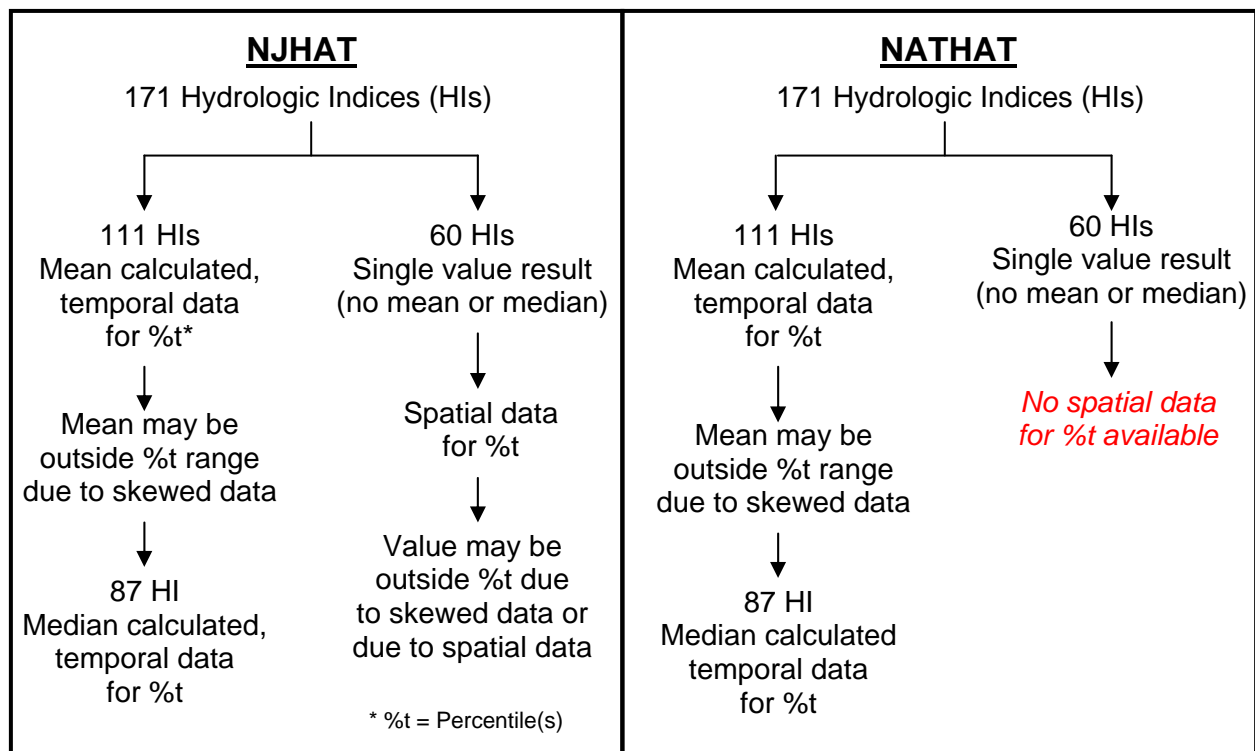 NJHAT
171 Hydrologic Indices (HIs)
111 HIs
Mean calculated,
temporal data
for %t*
Mean may be
outside %t range
due to skewed data
87 HI
Median calculated,
temporal data
for %t
60 HIs
Single value result
(no mean or median)
Spatial data
for %t
Value may be
outside %t due
to skewed data or
due to spatial data
* %t = Percentile(s)
NATHAT
171 Hydrologic Indices (HIs)
111 HIs
Mean calculated,
temporal data
for %t
Mean may be
outside %t range
due to skewed data
87 HI
Median calculated
temporal data
for %t
60 HIs
Single value result
(no mean or median)
No spatial data
for %t available